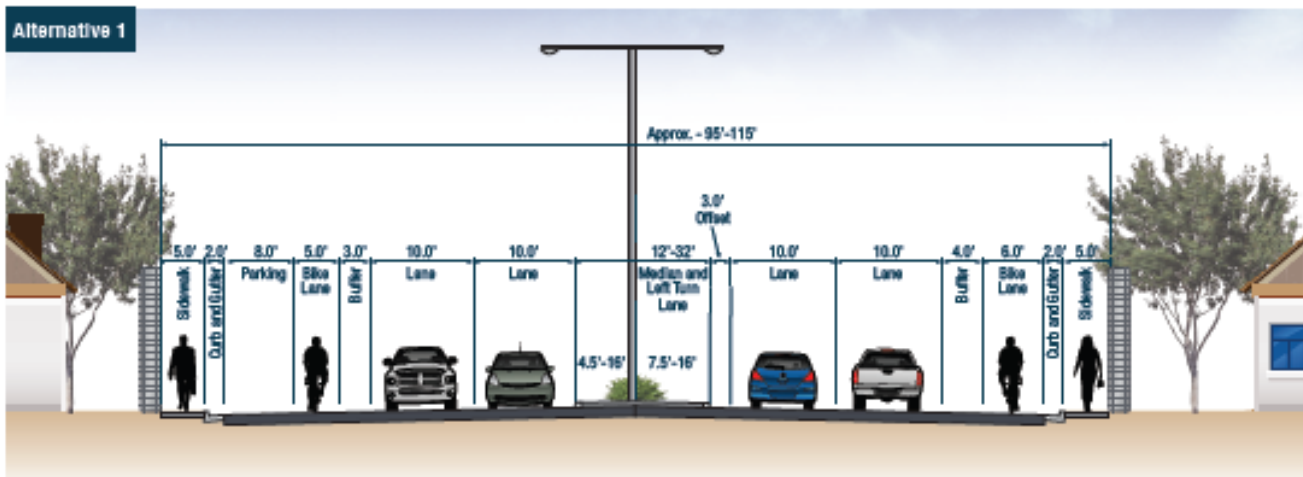 Alternative 1
Approx. - 95'-115'
3.0'
Offset
5.0' 2.0' 8.0' 5.0' 3.0' 10.0' 10.0' 12'-32' 10.0' 10.0' 4.0' 6.0' 2.0' 5.0'
Sidewalk
Curb and Gutter
Parking
Bike
Lane
Buffer
Lane
Lane
Median and
Left Turn
Lane
Lane
Lane
Buffer
Bike
Lane
Curb and Gutter
Sidewalk
4.5'-16' 7.5'-16'